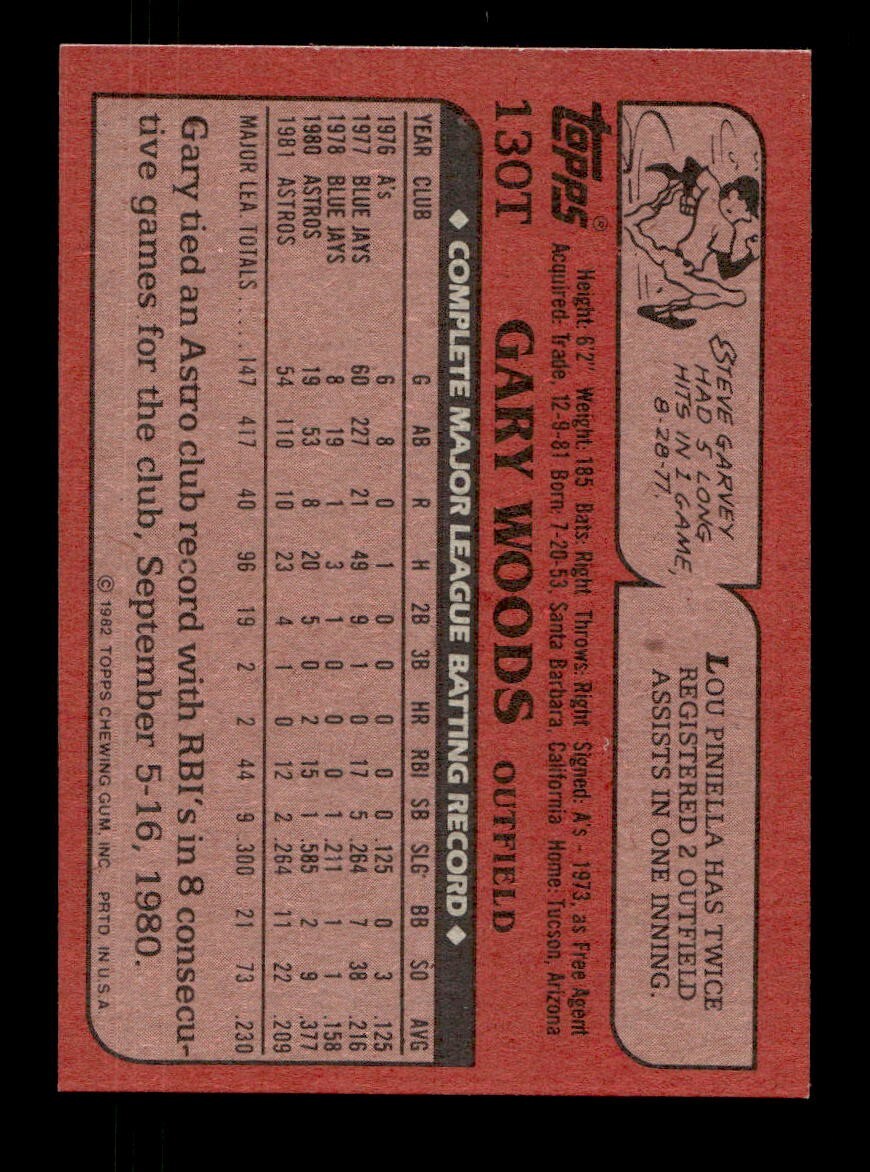 STEVE GARVEY
HAD 5 LONG
HITS IN 1 GAME,
8-28-77.
LOU PINIELLA HAS TWICE
REGISTERED 2 OUTFIELD
ASSISTS IN ONE INNING.
topps®
Height: 6'2" Weight: 185 Bats: Right Throws: Right Signed: A's - 1973, as Free Agent
Acquired: Trade, 12-9-81 Born: 7-20-53, Santa Barbara, California Home: Tucson, Arizona
130T GARY WOODS OUTFIELD
◆ COMPLETE MAJOR LEAGUE BATTING RECORD ◆
YEAR CLUB G AB R H 2B 3B HR RBI SB SLG BB SO AVG
1976 A's 6 8 0 1 0 0 0 0 0 .125 0 3 .125
1977 BLUE JAYS 60 227 21 49 9 1 0 17 5 .264 7 38 .216
1978 BLUE JAYS 8 19 1 3 1 0 0 0 1 .211 1 1 .158
1980 ASTROS 19 53 8 20 5 0 2 15 1 .585 2 9 .377
1981 ASTROS 54 110 10 23 4 1 0 12 2 .264 11 22 .209
MAJOR LEA. TOTALS ..... 147 417 40 96 19 2 2 44 9 .300 21 73 .230
Gary tied an Astro club record with RBI's in 8 consecu-
tive games for the club, September 5-16, 1980.
© 1982 TOPPS CHEWING GUM, INC. PRTD. IN U.S.A.